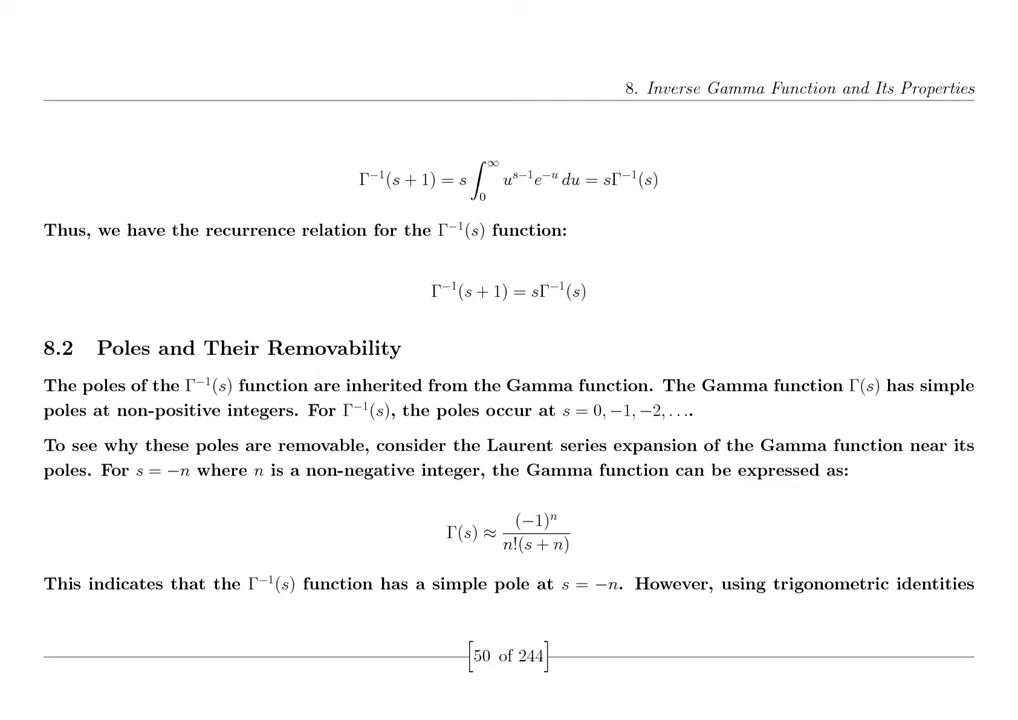 8. Inverse Gamma Function and Its Properties
Γ⁻¹(s + 1) = s ∫₀^∞ uˢ⁻¹e⁻ᵘ du = sΓ⁻¹(s)
Thus, we have the recurrence relation for the Γ⁻¹(s) function:
Γ⁻¹(s + 1) = sΓ⁻¹(s)
8.2 Poles and Their Removability
The poles of the Γ⁻¹(s) function are inherited from the Gamma function. The Gamma function Γ(s) has simple
poles at non-positive integers. For Γ⁻¹(s), the poles occur at s = 0, −1, −2, . . ..
To see why these poles are removable, consider the Laurent series expansion of the Gamma function near its
poles. For s = −n where n is a non-negative integer, the Gamma function can be expressed as:
Γ(s) ≈ (−1)ⁿ / n!(s + n)
This indicates that the Γ⁻¹(s) function has a simple pole at s = −n. However, using trigonometric identities
[50 of 244]